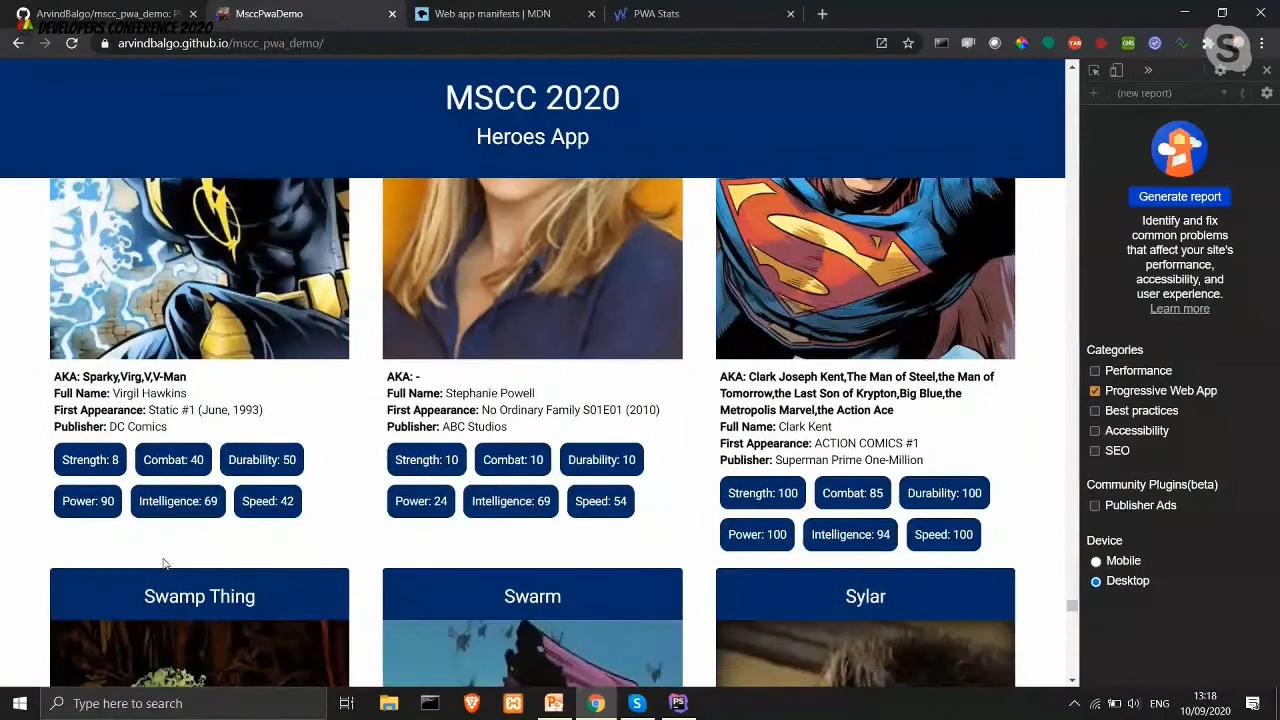 ArvindBalgo/mscc_pwa_demo: PS
MsccPwaDemo
Web app manifests | MDN
PWA Stats
DEVELOPERS CONFERENCE 2020
arvindbalgo.github.io/mscc_pwa_demo/
MSCC 2020
Heroes App
AKA: Sparky,Virg,V,V-Man
Full Name: Virgil Hawkins
First Appearance: Static #1 (June, 1993)
Publisher: DC Comics
Strength: 8
Combat: 40
Durability: 50
Power: 90
Intelligence: 69
Speed: 42
AKA: -
Full Name: Stephanie Powell
First Appearance: No Ordinary Family S01E01 (2010)
Publisher: ABC Studios
Strength: 10
Combat: 10
Durability: 10
Power: 24
Intelligence: 69
Speed: 54
AKA: Clark Joseph Kent,The Man of Steel,the Man of
Tomorrow,the Last Son of Krypton,Big Blue,the
Metropolis Marvel,the Action Ace
Full Name: Clark Kent
First Appearance: ACTION COMICS #1
Publisher: Superman Prime One-Million
Strength: 100
Combat: 85
Durability: 100
Power: 100
Intelligence: 94
Speed: 100
Swamp Thing
Swarm
Sylar
(new report)
Generate report
Identify and fix
common problems
that affect your site's
performance,
accessibility, and
user experience.
Learn more
Categories
Performance
Progressive Web App
Best practices
Accessibility
SEO
Community Plugins(beta)
Publisher Ads
Device
Mobile
Desktop
Type here to search
ENG
13:18
10/09/2020